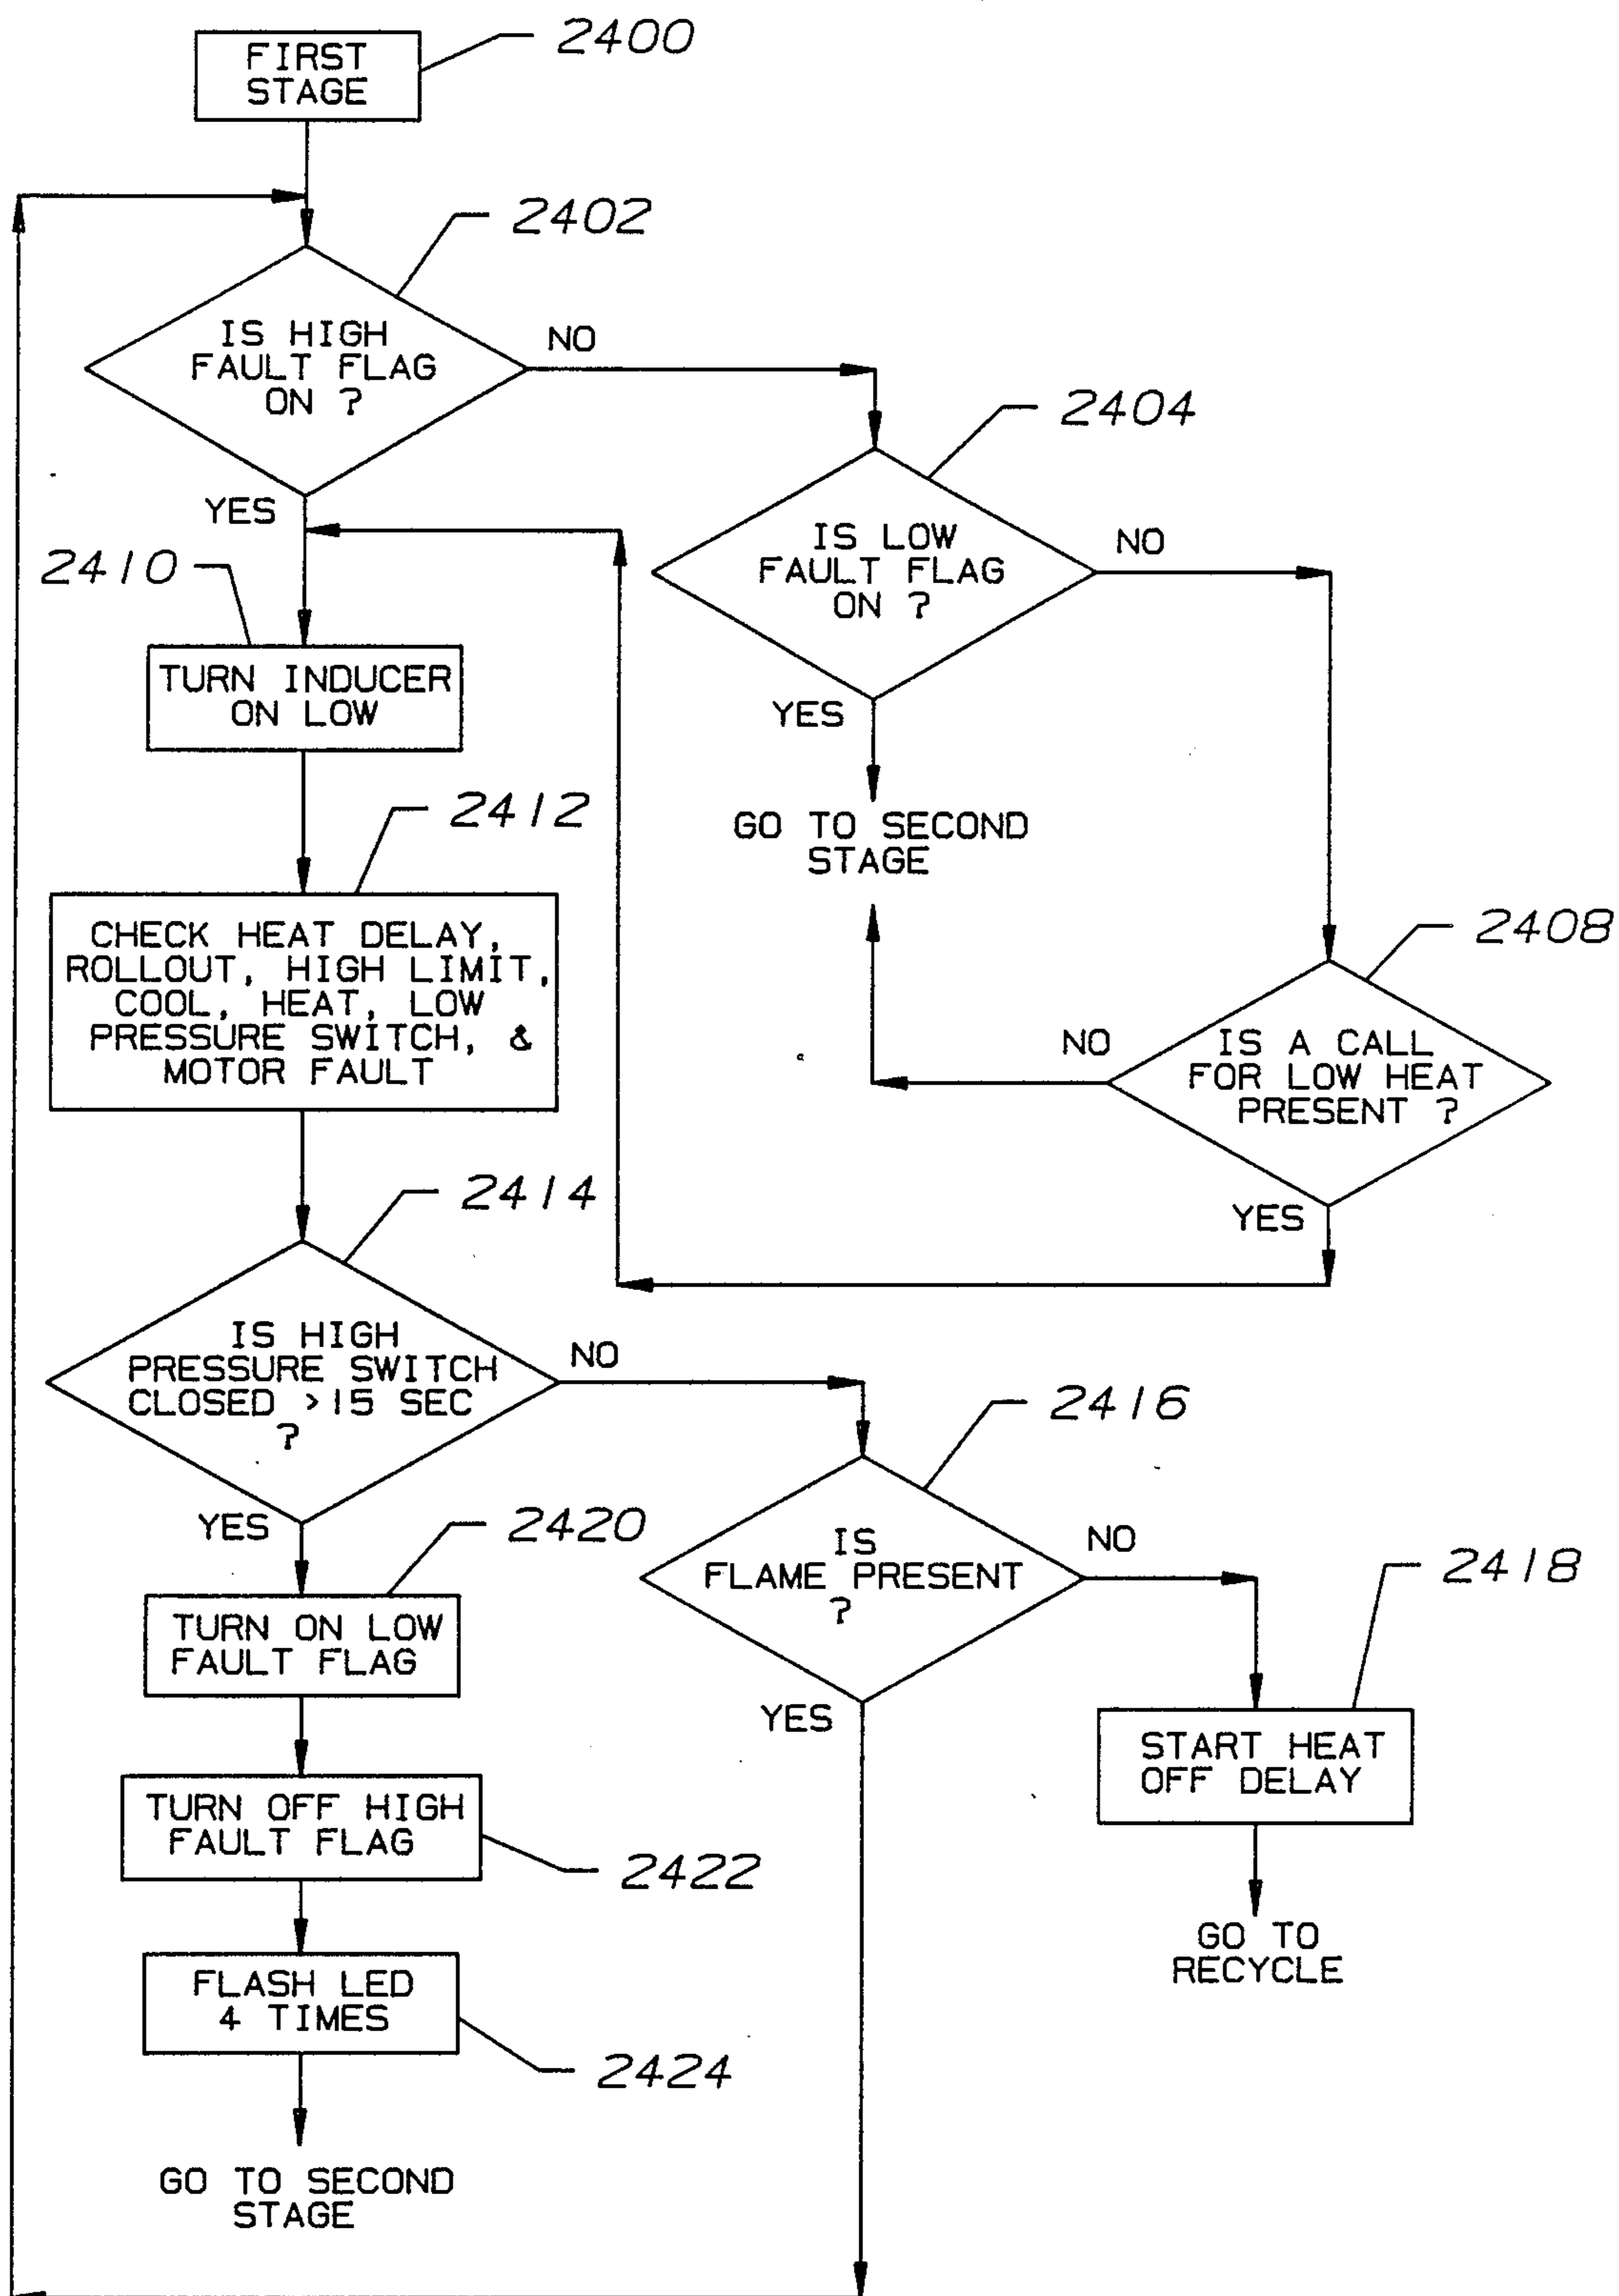 FIRST
STAGE
2400
2402
IS HIGH
FAULT FLAG
ON ?
NO
YES
2404
IS LOW
FAULT FLAG
ON ?
NO
YES
GO TO SECOND
STAGE
2408
IS A CALL
FOR LOW HEAT
PRESENT ?
NO
YES
2410
TURN INDUCER
ON LOW
2412
CHECK HEAT DELAY,
ROLLOUT, HIGH LIMIT,
COOL, HEAT, LOW
PRESSURE SWITCH, &
MOTOR FAULT
2414
IS HIGH
PRESSURE SWITCH
CLOSED >15 SEC
?
NO
YES
2416
IS
FLAME PRESENT
?
NO
YES
2418
START HEAT
OFF DELAY
GO TO
RECYCLE
2420
TURN ON LOW
FAULT FLAG
TURN OFF HIGH
FAULT FLAG
2422
FLASH LED
4 TIMES
2424
GO TO SECOND
STAGE